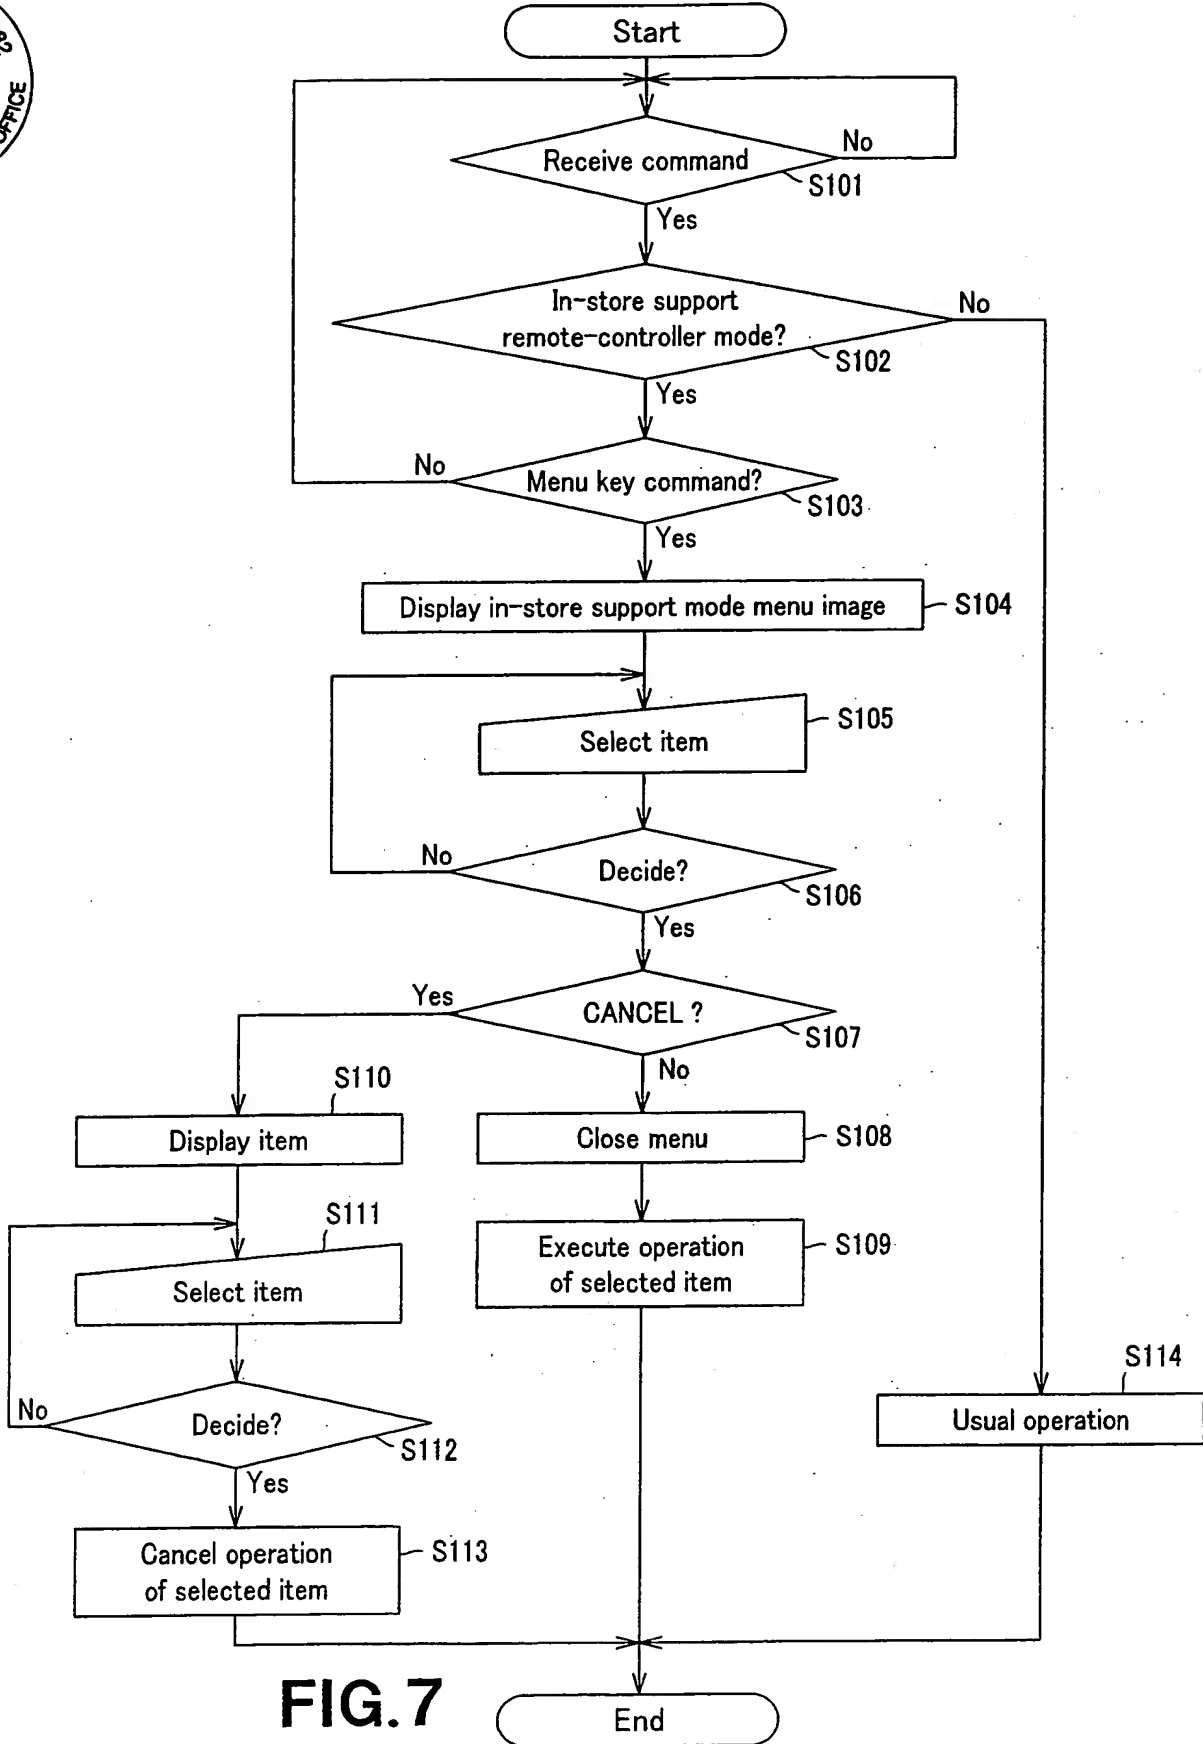 OFFICE
Start
Receive command
No
S101
Yes
In-store support
remote-controller mode?
No
S102
Yes
Menu key command?
No
S103
Yes
Display in-store support mode menu image
S104
Select item
S105
Decide?
No
S106
Yes
CANCEL ?
Yes
S107
No
S110
Display item
Close menu
S108
S111
Select item
Execute operation
of selected item
S109
Decide?
No
S112
Yes
S114
Usual operation
Cancel operation
of selected item
S113
FIG.7
End